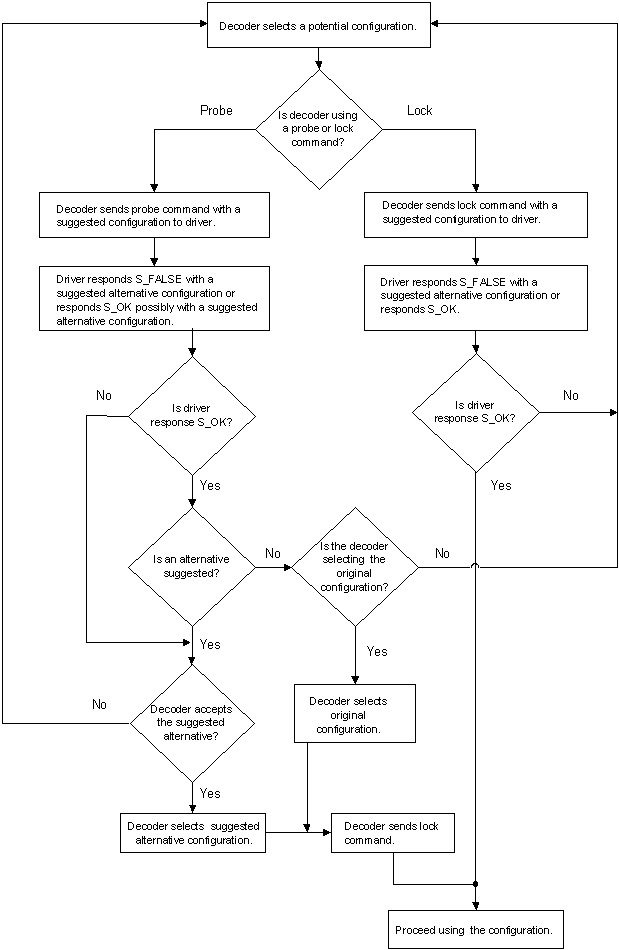 Decoder selects a potential configuration.
Is decoder using
a probe or lock
command?
Probe
Lock
Decoder sends probe command with a
suggested configuration to driver.
Decoder sends lock command with a
suggested configuration to driver.
Driver responds S_FALSE with a
suggested alternative configuration or
responds S_OK possibly with a suggested
alternative configuration.
Driver responds S_FALSE with a
suggested alternative configuration or
responds S_OK.
No
Is driver
response S_OK?
Yes
Is driver
response S_OK?
No
Yes
Is an alternative
suggested?
No
Yes
Is the decoder
selecting the
original
configuration?
No
Yes
No
Decoder accepts
the suggested
alternative?
Yes
Decoder selects
original
configuration.
Decoder selects suggested
alternative configuration.
Decoder sends lock
command.
Proceed using the configuration.